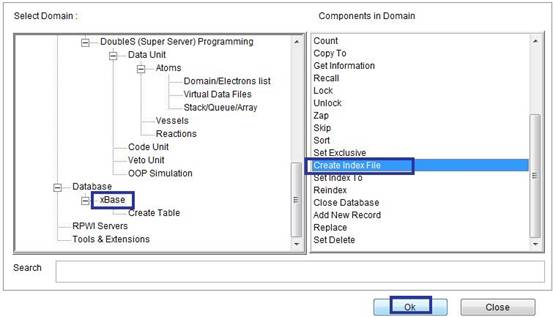 Select Domain :
Components in Domain
DoubleS (Super Server) Programming
Data Unit
Atoms
Domain/Electrons list
Virtual Data Files
Stack/Queue/Array
Vessels
Reactions
Code Unit
Veto Unit
OOP Simulation
Database
xBase
Create Table
RPWI Servers
Tools & Extensions
Count
Copy To
Get Information
Recall
Lock
Unlock
Zap
Skip
Sort
Set Exclusive
Create Index File
Set Index To
Reindex
Close Database
Add New Record
Replace
Set Delete
Search
Ok
Close